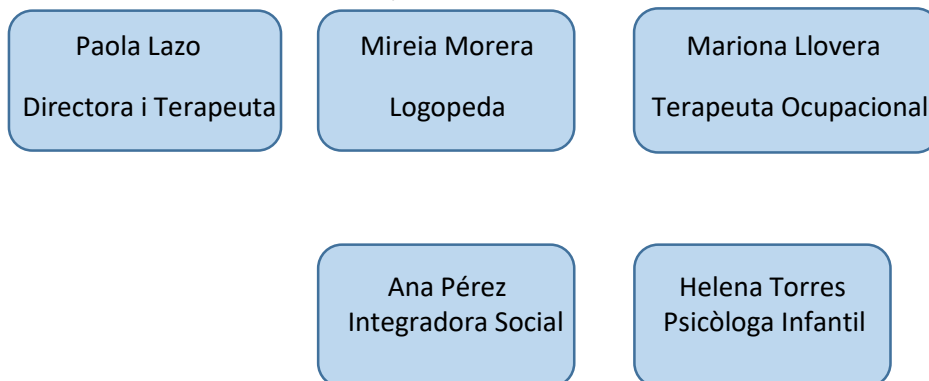 Paola Lazo
Directora i Terapeuta
Mireia Morera
Logopeda
Mariona Llovera
Terapeuta Ocupacional
Ana Pérez
Integradora Social
Helena Torres
Psicòloga Infantil